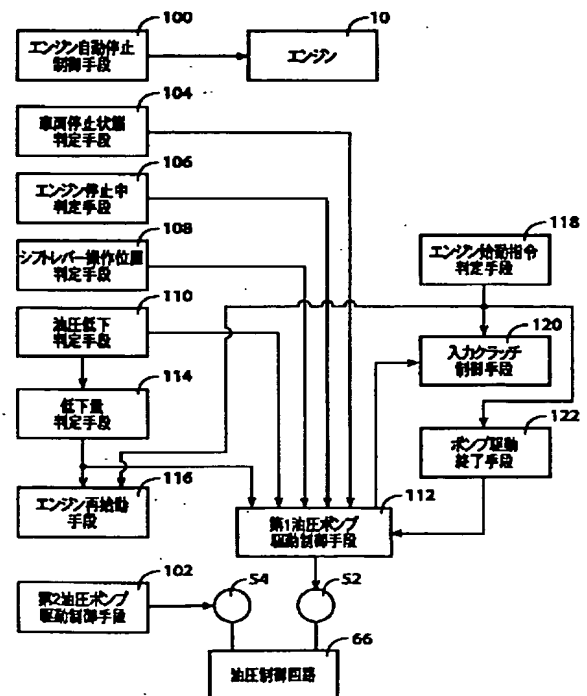 100
エンジン自動停止
制御手段
10
エンジン
104
車両停止状態
判定手段
106
エンジン停止中
判定手段
108
シフトレバー操作位置
判定手段
118
エンジン始動指令
判定手段
110
油圧低下
判定手段
120
入力クラッチ
制御手段
114
低下量
判定手段
122
ポンプ駆動
終了手段
116
エンジン再始動
手段
112
第1油圧ポンプ
駆動制御手段
102
第2油圧ポンプ
駆動制御手段
54
52
66
油圧制御回路